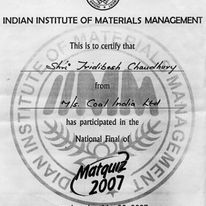 INDIAN INSTITUTE OF MATERIALS MANAGEMENT
This is to certify that
Shri Tridibesh Chaudhury
from
M/s. Coal India Ltd
has participated in the
National Final of
Matquiz
2007